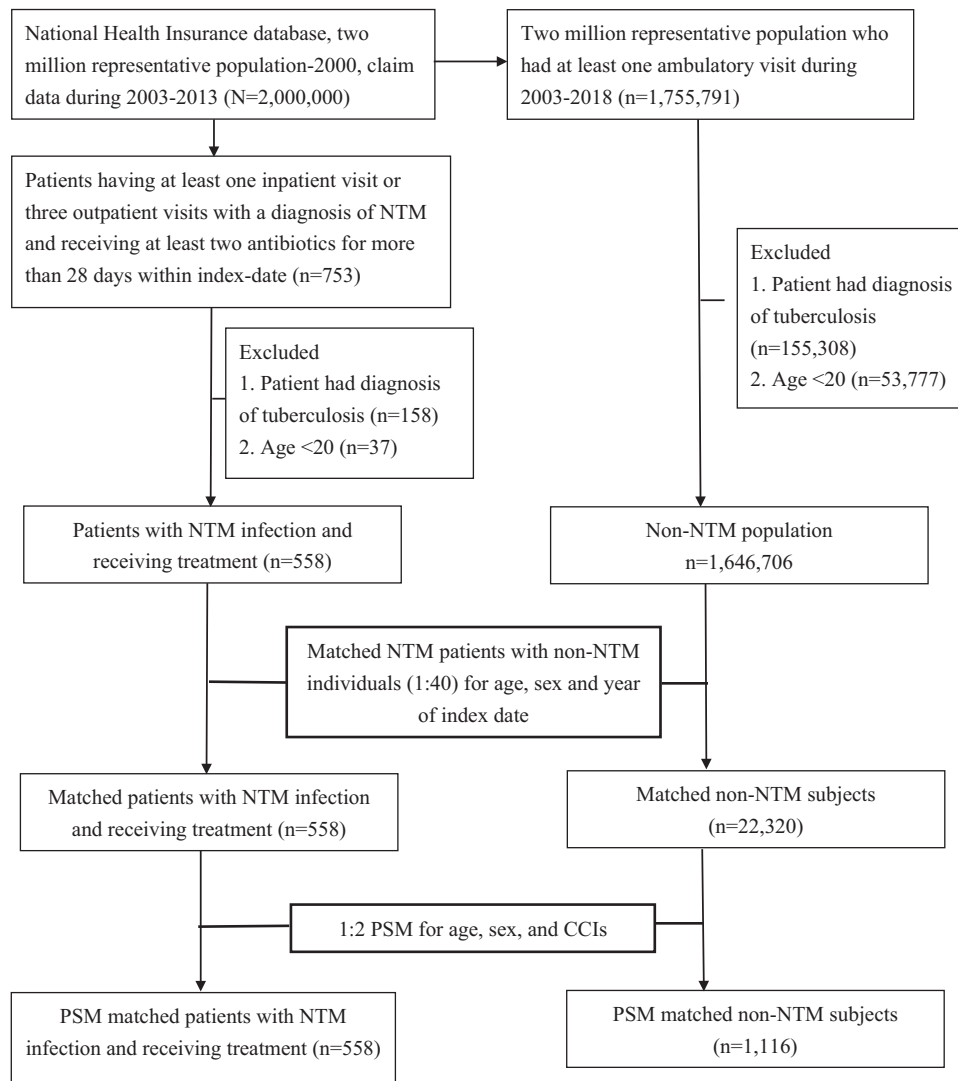 National Health Insurance database, two
million representative population-2000, claim
data during 2003-2013 (N=2,000,000)
Two million representative population who
had at least one ambulatory visit during
2003-2018 (n=1,755,791)
Patients having at least one inpatient visit or
three outpatient visits with a diagnosis of NTM
and receiving at least two antibiotics for more
than 28 days within index-date (n=753)
Excluded
1. Patient had diagnosis
of tuberculosis
(n=155,308)
2. Age <20 (n=53,777)
Excluded
1. Patient had diagnosis
of tuberculosis (n=158)
2. Age <20 (n=37)
Patients with NTM infection and
receiving treatment (n=558)
Non-NTM population
n=1,646,706
Matched NTM patients with non-NTM
individuals (1:40) for age, sex and year
of index date
Matched patients with NTM infection
and receiving treatment (n=558)
Matched non-NTM subjects
(n=22,320)
1:2 PSM for age, sex, and CCIs
PSM matched patients with NTM
infection and receiving treatment (n=558)
PSM matched non-NTM subjects
(n=1,116)